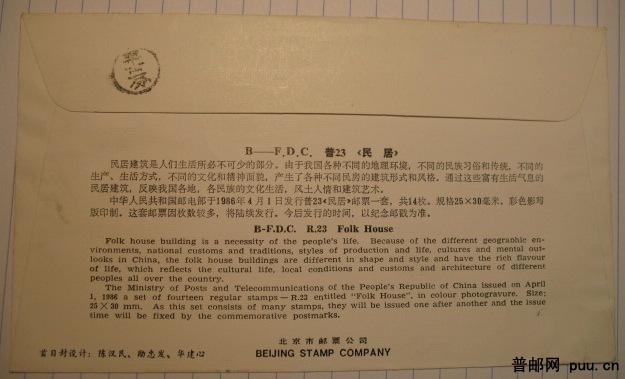 B——F.D.C. 普23 《民 居》
民居建筑是人们生活所必不可少的部分。由于我国各种不同的地理环境，不同的民族习俗和传统，不同的
生产、生活方式，不同的文化和精神面貌，产生了各种不同民房的建筑形式和风格。通过这些富有生活气息的
民居建筑，反映我国各地，各民族的文化生活，风土人情和建筑艺术。
中华人民共和国邮电部于1986年4月1日发行普23《民居》邮票一套，共14枚。规格25×30毫米，彩色影写
版印制。这套邮票因枚数较多，将陆续发行。今后发行的时间，以纪念邮戳为准。
B-F.D.C. R.23 Folk House
Folk house building is a necessity of the people's life. Because of the different geographic en-
vironments, national customs and traditions, styles of production and life, cultures and mental out-
looks in China, the folk house buildings are different in shape and style and have the rich flavour
of life, which reflects the cultural life, local conditions and customs and architecture of different
peoples all over the country.
The Ministry of Posts and Telecommunications of the People's Republic of China issued on April
1, 1986 a set of fourteen regular stamps — R.23 entitled "Folk House", in colour photogravure. Size:
25×30 mm. As this set consists of many stamps, they will be issued one after another and the issue
time will be fixed by the commemorative postmarks.
北京市邮票公司
首日封设计：陈汉民、励忠发、华建心
BEIJING STAMP COMPANY
普邮网 puu.cn